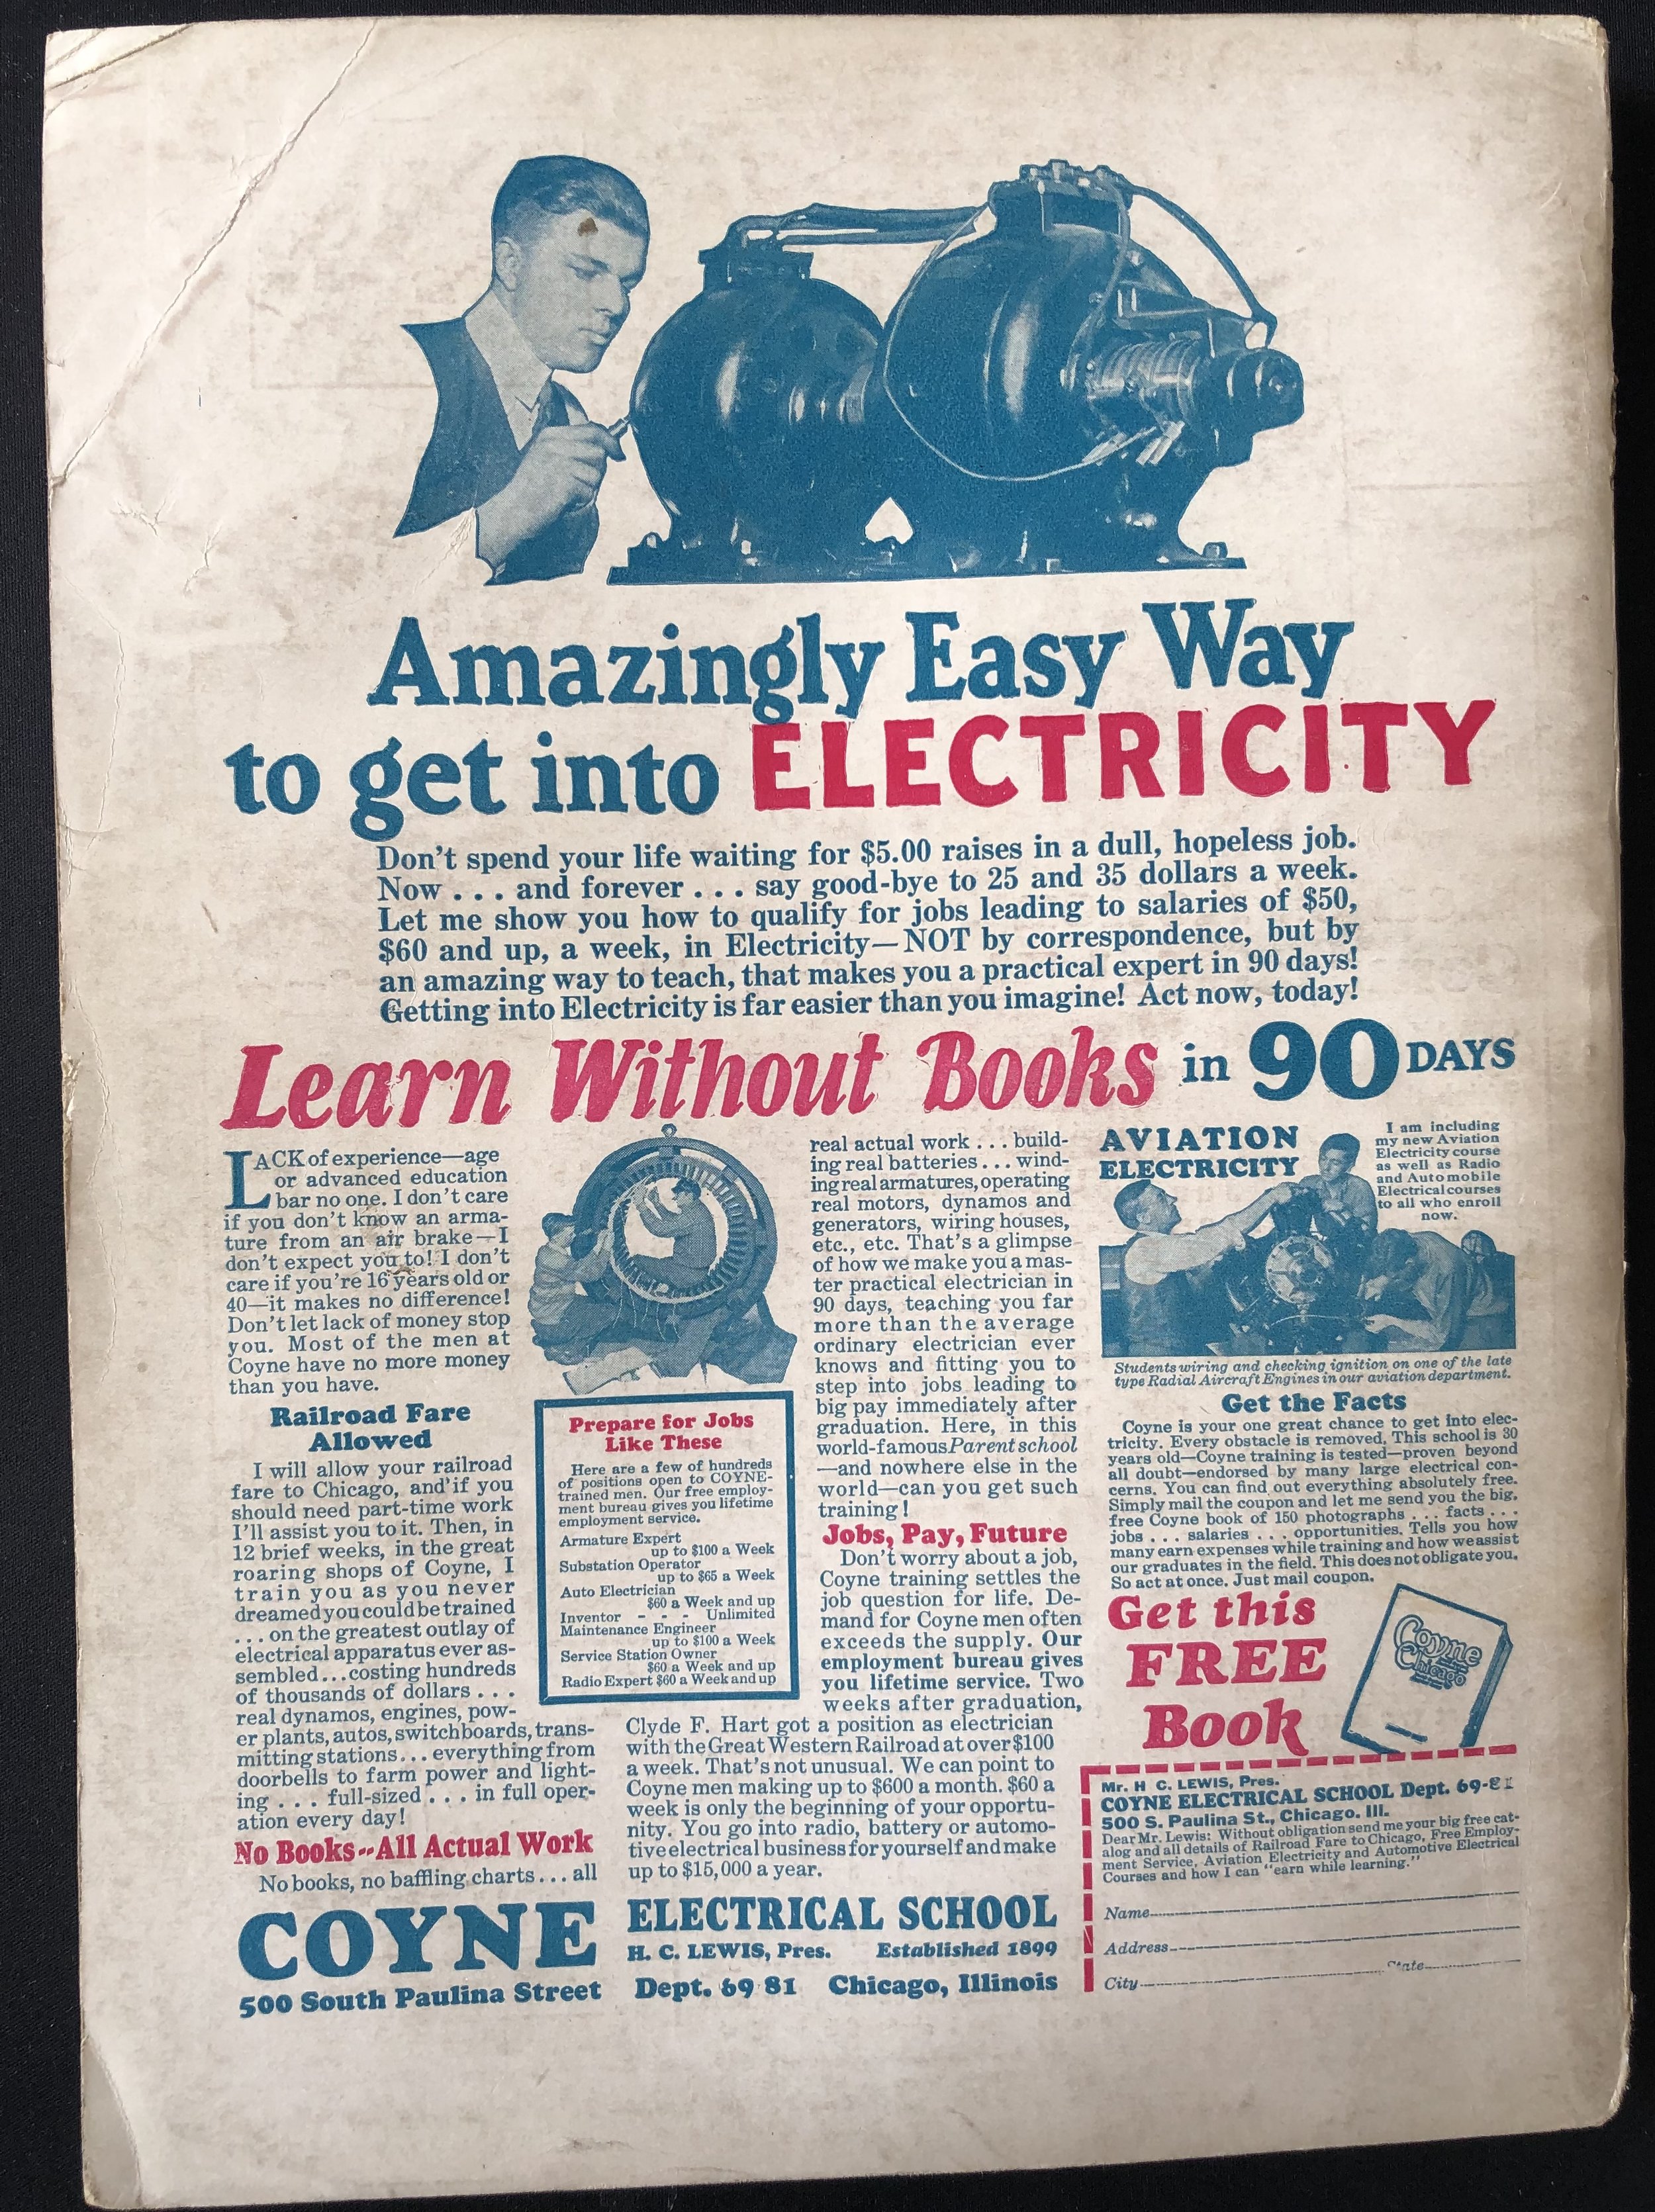 Amazingly Easy Way
to get into ELECTRICITY
Don't spend your life waiting for $5.00 raises in a dull, hopeless job.
Now . . . and forever . . . say good-bye to 25 and 35 dollars a week.
Let me show you how to qualify for jobs leading to salaries of $50,
$60 and up, a week, in Electricity—NOT by correspondence, but by
an amazing way to teach, that makes you a practical expert in 90 days!
Getting into Electricity is far easier than you imagine! Act now, today!
Learn Without Books in 90 DAYS
LACK of experience—age
or advanced education
bar no one. I don't care
if you don't know an arma-
ture from an air brake—I
don't expect you to! I don't
care if you're 16 years old or
40—it makes no difference!
Don't let lack of money stop
you. Most of the men at
Coyne have no more money
than you have.
Railroad Fare
Allowed
I will allow your railroad
fare to Chicago, and if you
should need part-time work
I'll assist you to it. Then, in
12 brief weeks, in the great
roaring shops of Coyne, I
train you as you never
dreamed you could be trained
. . . on the greatest outlay of
electrical apparatus ever as-
sembled . . . costing hundreds
of thousands of dollars . . .
real dynamos, engines, pow-
er plants, autos, switchboards, trans-
mitting stations . . . everything from
doorbells to farm power and light-
ing . . . full-sized . . . in full oper-
ation every day!
No Books--All Actual Work
No books, no baffling charts . . . all
real actual work . . . build-
ing real batteries . . . wind-
ing real armatures, operating
real motors, dynamos and
generators, wiring houses,
etc., etc. That's a glimpse
of how we make you a mas-
ter practical electrician in
90 days, teaching you far
more than the average
ordinary electrician ever
knows and fitting you to
step into jobs leading to
big pay immediately after
graduation. Here, in this
world-famous Parent school
—and nowhere else in the
world—can you get such
training!
Jobs, Pay, Future
Don't worry about a job,
Coyne training settles the
job question for life. De-
mand for Coyne men often
exceeds the supply. Our
employment bureau gives
you lifetime service. Two
weeks after graduation,
Clyde F. Hart got a position as electrician
with the Great Western Railroad at over $100
a week. That's not unusual. We can point to
Coyne men making up to $600 a month. $60 a
week is only the beginning of your opportu-
nity. You go into radio, battery or automo-
tive electrical business for yourself and make
up to $15,000 a year.
Prepare for Jobs
Like These
Here are a few of hundreds
of positions open to COYNE-
trained men. Our free employ-
ment bureau gives you lifetime
employment service.
Armature Expert
up to $100 a Week
Substation Operator
up to $65 a Week
Auto Electrician
$60 a Week and up
Inventor - - - Unlimited
Maintenance Engineer
up to $100 a Week
Service Station Owner
$60 a Week and up
Radio Expert $60 a Week and up
AVIATION
ELECTRICITY
I am including
my new Aviation
Electricity course
as well as Radio
and Automobile
Electrical courses
to all who enroll
now.
Students wiring and checking ignition on one of the late
type Radial Aircraft Engines in our aviation department.
Get the Facts
Coyne is your one great chance to get into elec-
tricity. Every obstacle is removed. This school is 30
years old—Coyne training is tested—proven beyond
all doubt—endorsed by many large electrical con-
cerns. You can find out everything absolutely free.
Simply mail the coupon and let me send you the big,
free Coyne book of 150 photographs . . . facts . . .
jobs . . . salaries . . . opportunities. Tells you how
many earn expenses while training and how we assist
our graduates in the field. This does not obligate you.
So act at once. Just mail coupon.
Get this
FREE
Book
Coyne
Chicago
Mr. H C. LEWIS, Pres.
COYNE ELECTRICAL SCHOOL Dept. 69-81
500 S. Paulina St., Chicago. Ill.
Dear Mr. Lewis: Without obligation send me your big free cat-
alog and all details of Railroad Fare to Chicago, Free Employ-
ment Service, Aviation Electricity and Automotive Electrical
Courses and how I can "earn while learning."
Name
Address
City State
COYNE ELECTRICAL SCHOOL
H. C. LEWIS, Pres. Established 1899
500 South Paulina Street Dept. 69 81 Chicago, Illinois